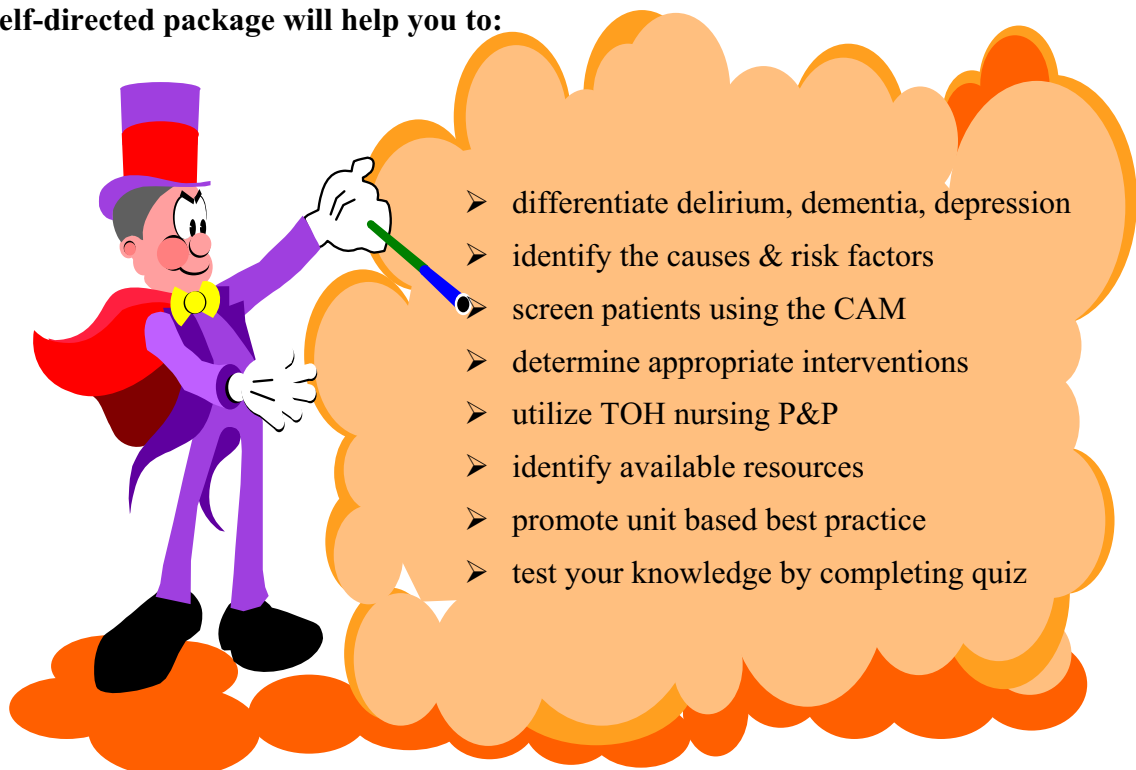 elf-directed package will help you to:
➢ differentiate delirium, dementia, depression
➢ identify the causes & risk factors
➢ screen patients using the CAM
➢ determine appropriate interventions
➢ utilize TOH nursing P&P
➢ identify available resources
➢ promote unit based best practice
➢ test your knowledge by completing quiz